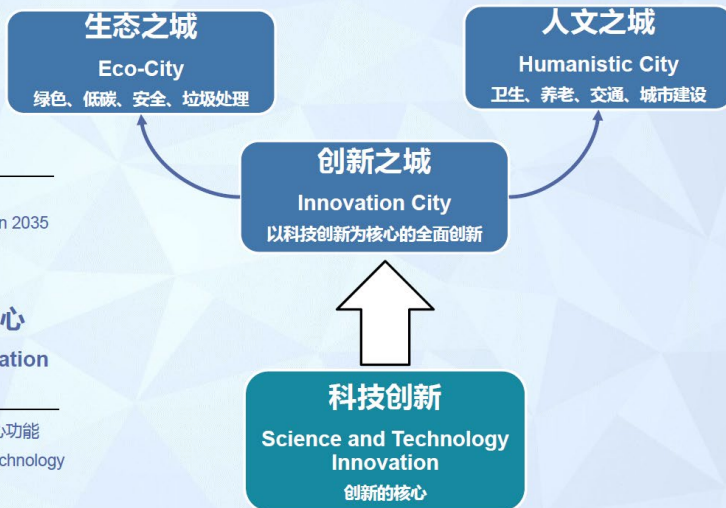 生态之城
Eco-City
绿色、低碳、安全、垃圾处理
人文之城
Humanistic City
卫生、养老、交通、城市建设
创新之城
Innovation City
以科技创新为核心的全面创新
2035
心
科技创新
Science and Technology
Innovation
创新的核心
心功能